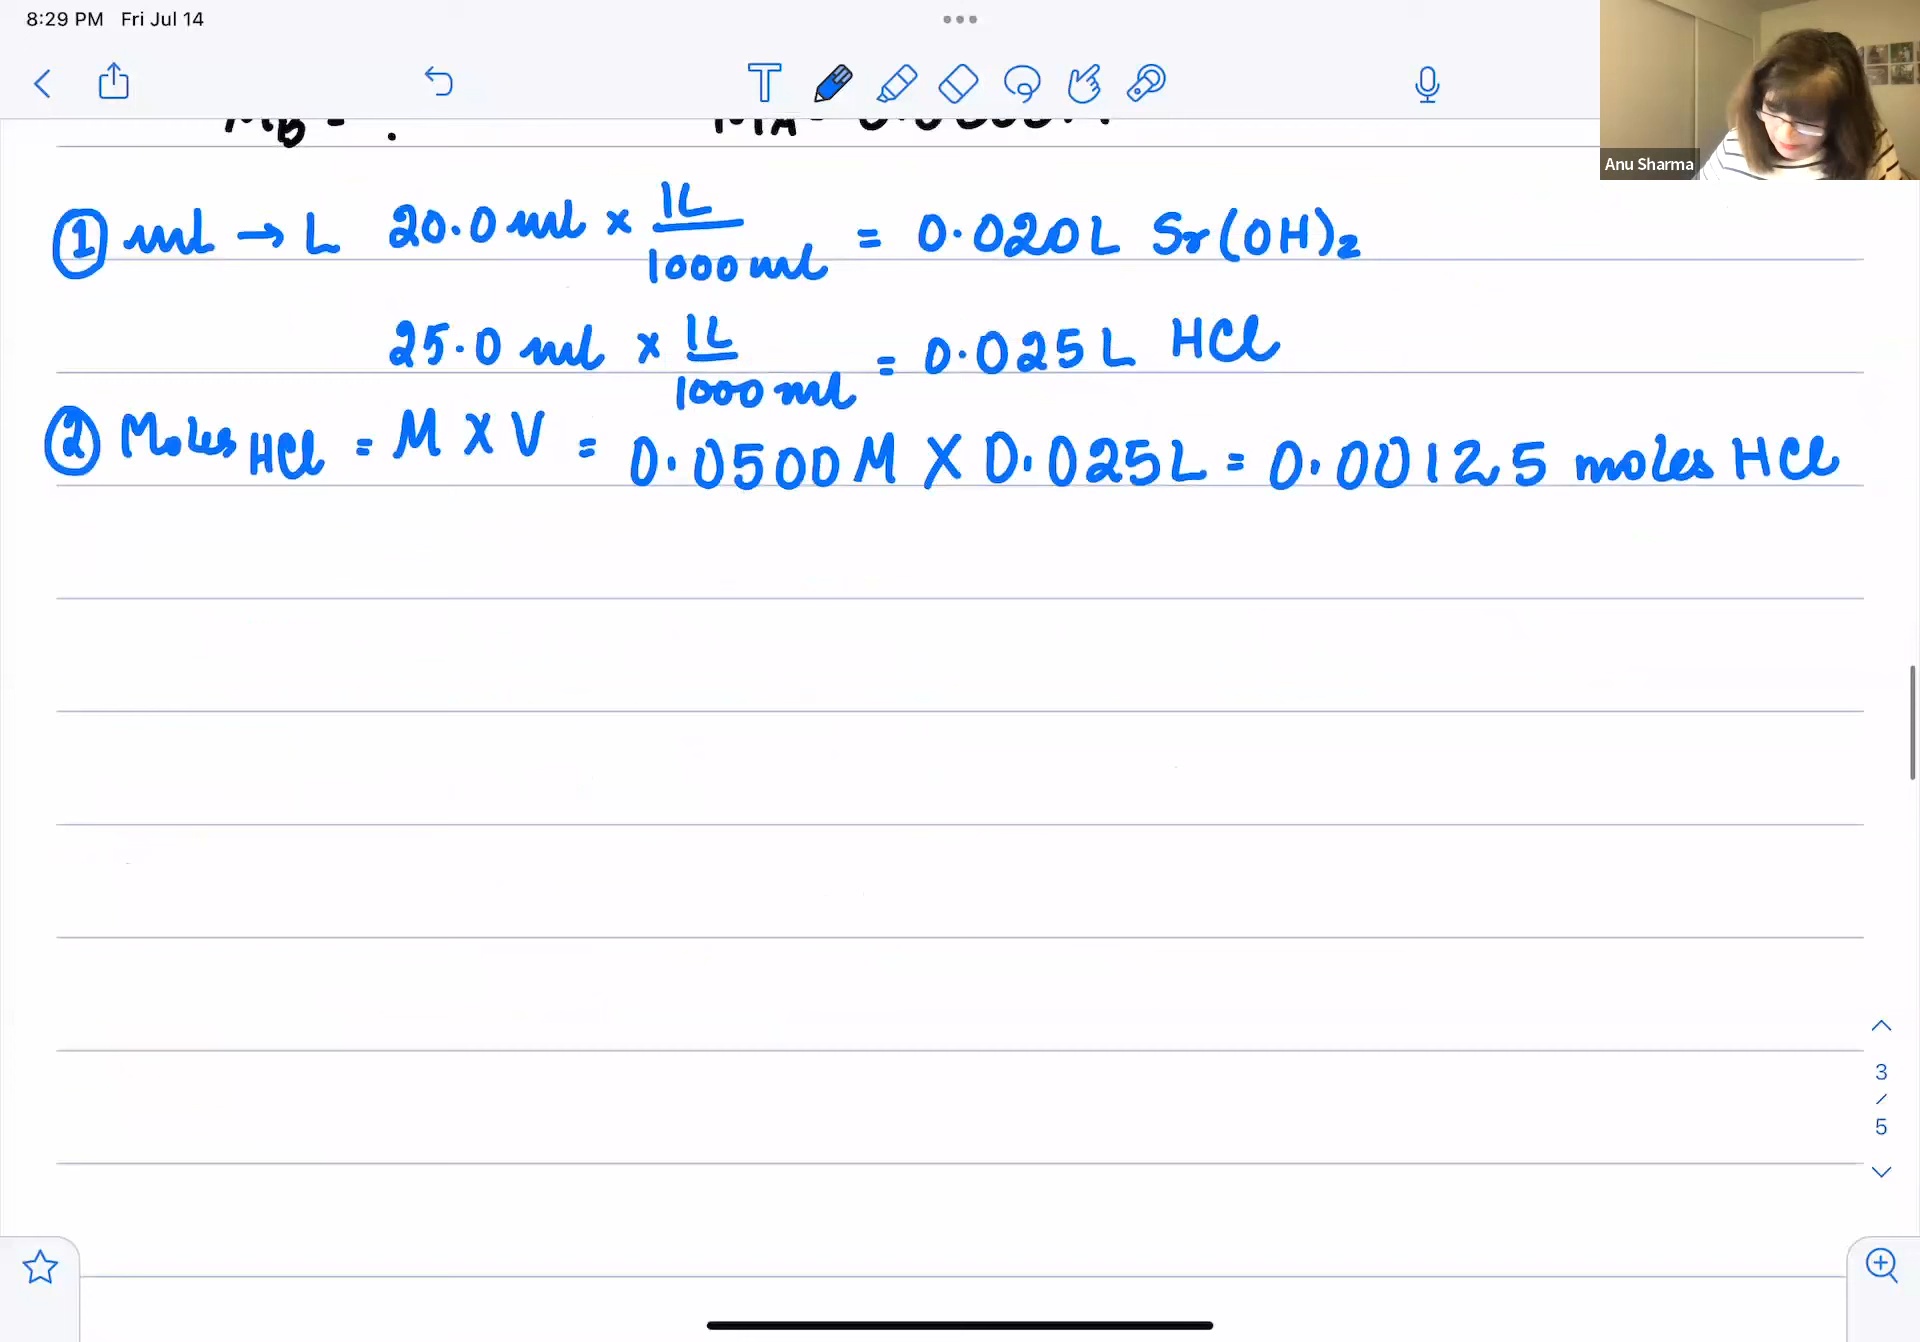 8:29 PM Fri Jul 14
Anu Sharma
MB = ?
① ml → L 20.0 ml × 1L / 1000 ml = 0.020 L Sr(OH)₂
25.0 ml × 1L / 1000 ml = 0.025 L HCl
② Moles HCl = M X V = 0.0500 M X 0.025 L = 0.00125 moles HCl
3
/
5